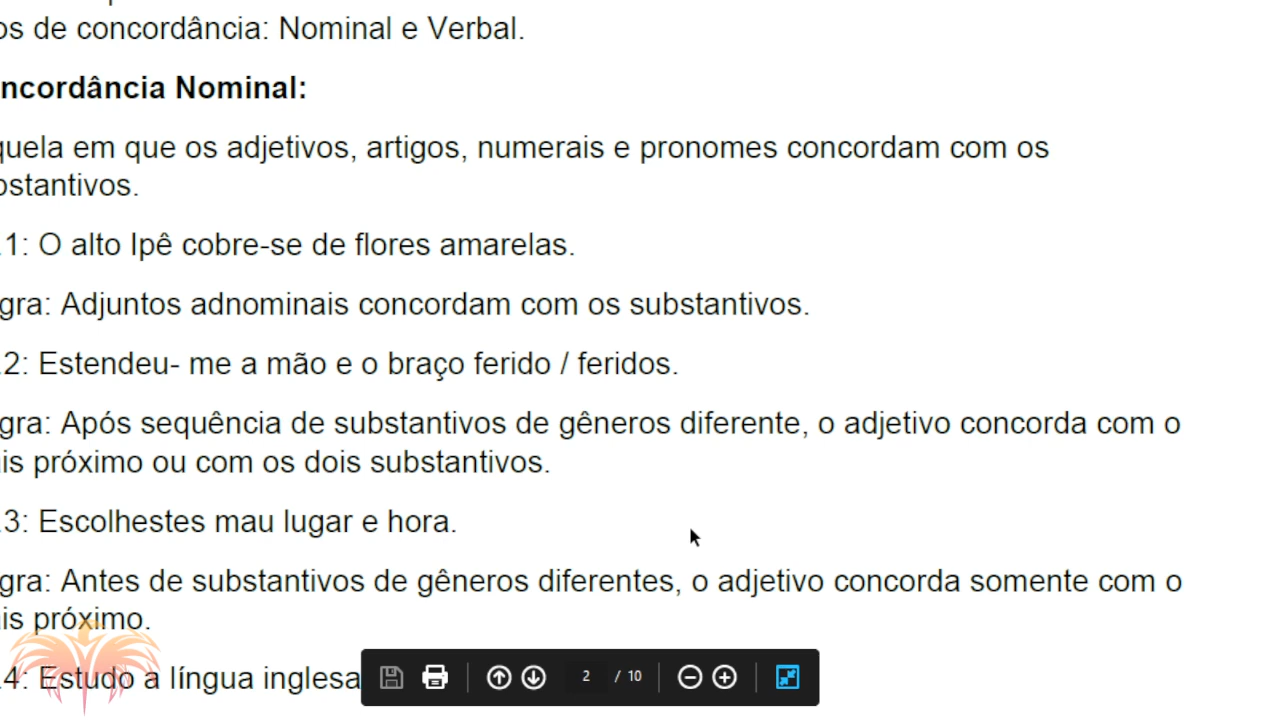 os de concordância: Nominal e Verbal.
ncordância Nominal:
quela em que os adjetivos, artigos, numerais e pronomes concordam com os
bstantivos.
.1: O alto Ipê cobre-se de flores amarelas.
gra: Adjuntos adnominais concordam com os substantivos.
.2: Estendeu- me a mão e o braço ferido / feridos.
gra: Após sequência de substantivos de gêneros diferente, o adjetivo concorda com o
is próximo ou com os dois substantivos.
.3: Escolhestes mau lugar e hora.
gra: Antes de substantivos de gêneros diferentes, o adjetivo concorda somente com o
is próximo.
.4: Estudo a língua inglesa
2 / 10